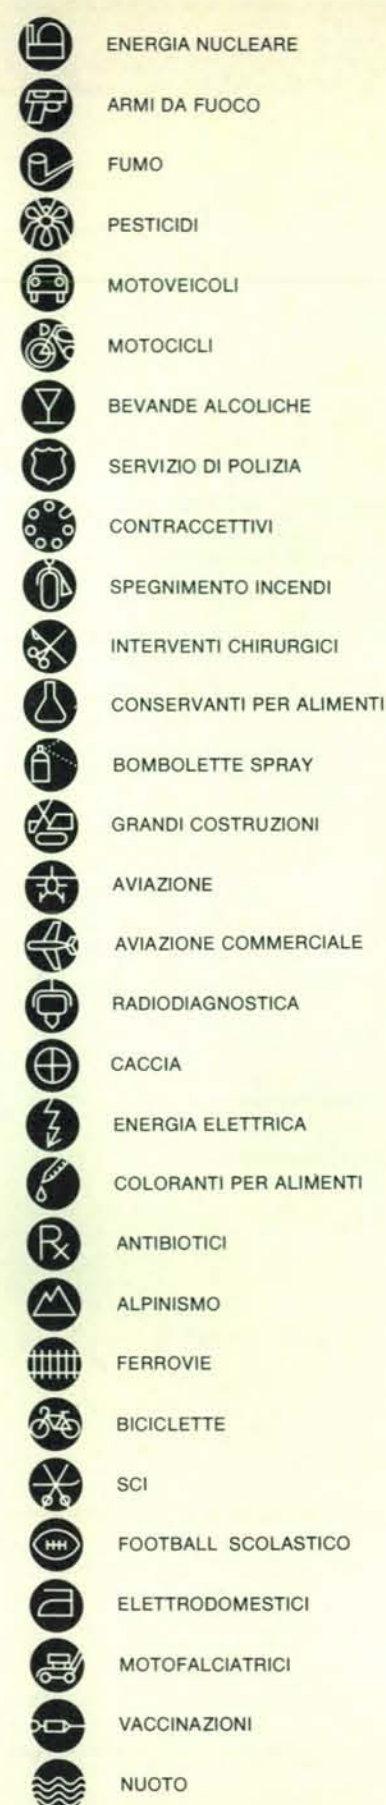 ENERGIA NUCLEARE
ARMI DA FUOCO
FUMO
PESTICIDI
MOTOVEICOLI
MOTOCICLI
BEVANDE ALCOLICHE
SERVIZIO DI POLIZIA
CONTRACCETTIVI
SPEGNIMENTO INCENDI
INTERVENTI CHIRURGICI
CONSERVANTI PER ALIMENTI
BOMBOLETTE SPRAY
GRANDI COSTRUZIONI
AVIAZIONE
AVIAZIONE COMMERCIALE
RADIODIAGNOSTICA
CACCIA
ENERGIA ELETTRICA
COLORANTI PER ALIMENTI
Rx ANTIBIOTICI
ALPINISMO
FERROVIE
BICICLETTE
SCI
FOOTBALL SCOLASTICO
ELETTRODOMESTICI
MOTOFALCIATRICI
VACCINAZIONI
NUOTO